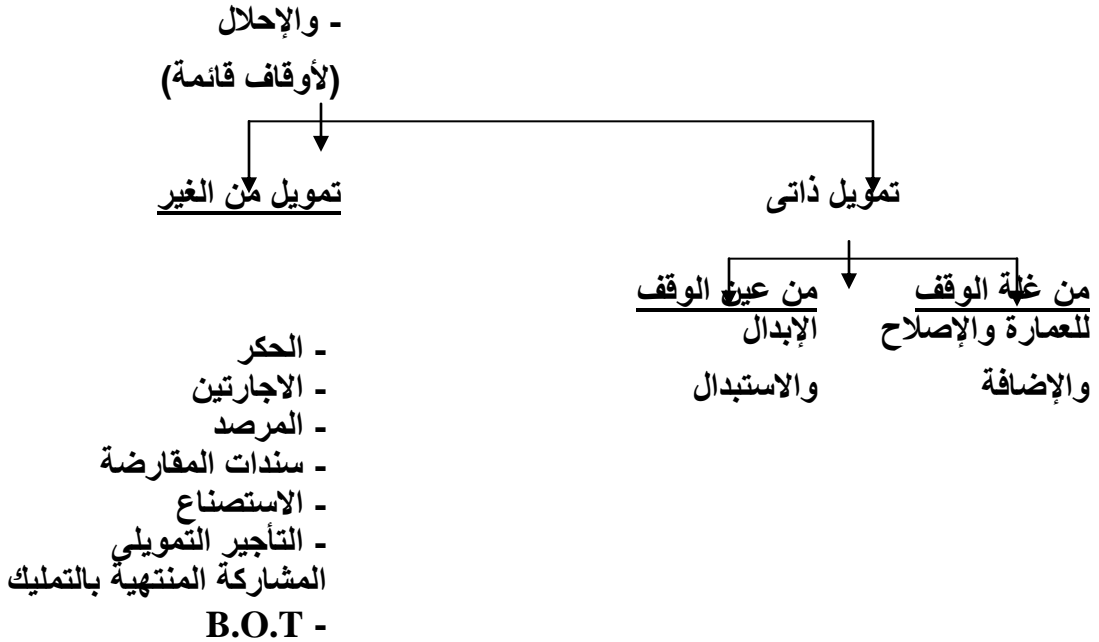 - والإحلال
(لأوقاف قائمة)
تمويل ذاتى
تمويل من الغير
من غلة الوقف
للعمارة والإصلاح
والإضافة
من عين الوقف
الإبدال
والاستبدال
- الحكر
- الاجارتين
- المرصد
- سندات المقارضة
- الاستصناع
- التأجير التمويلى
المشاركة المنتهية بالتمليك
- B.O.T